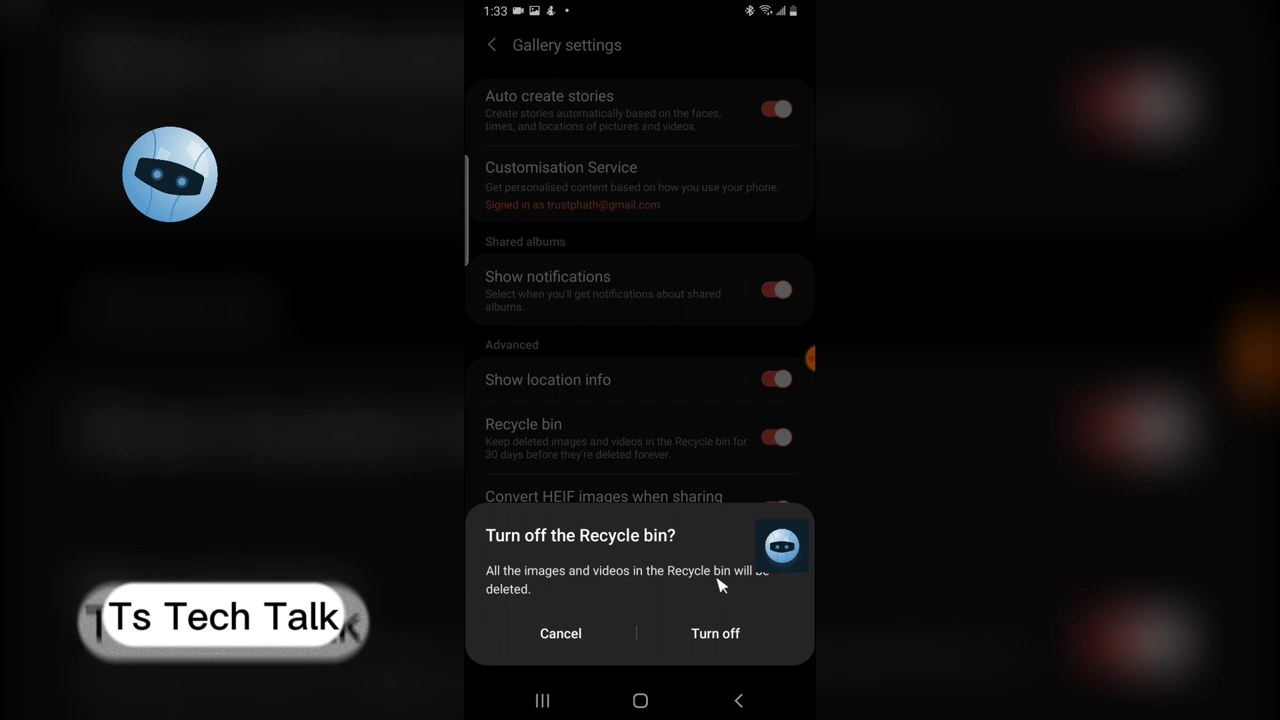 1:33
Gallery settings
Auto create stories
Create stories automatically based on the faces,
times, and locations of pictures and videos.
Customisation Service
Get personalised content based on how you use your phone.
Signed in as trustphath@gmail.com
Shared albums
Show notifications
Select when you'll get notifications about shared
albums.
Advanced
Show location info
Recycle bin
Keep deleted images and videos in the Recycle bin for
30 days before they're deleted forever.
Convert HEIF images when sharing
Turn off the Recycle bin?
All the images and videos in the Recycle bin will be
deleted.
Cancel
Turn off
Ts Tech Talk